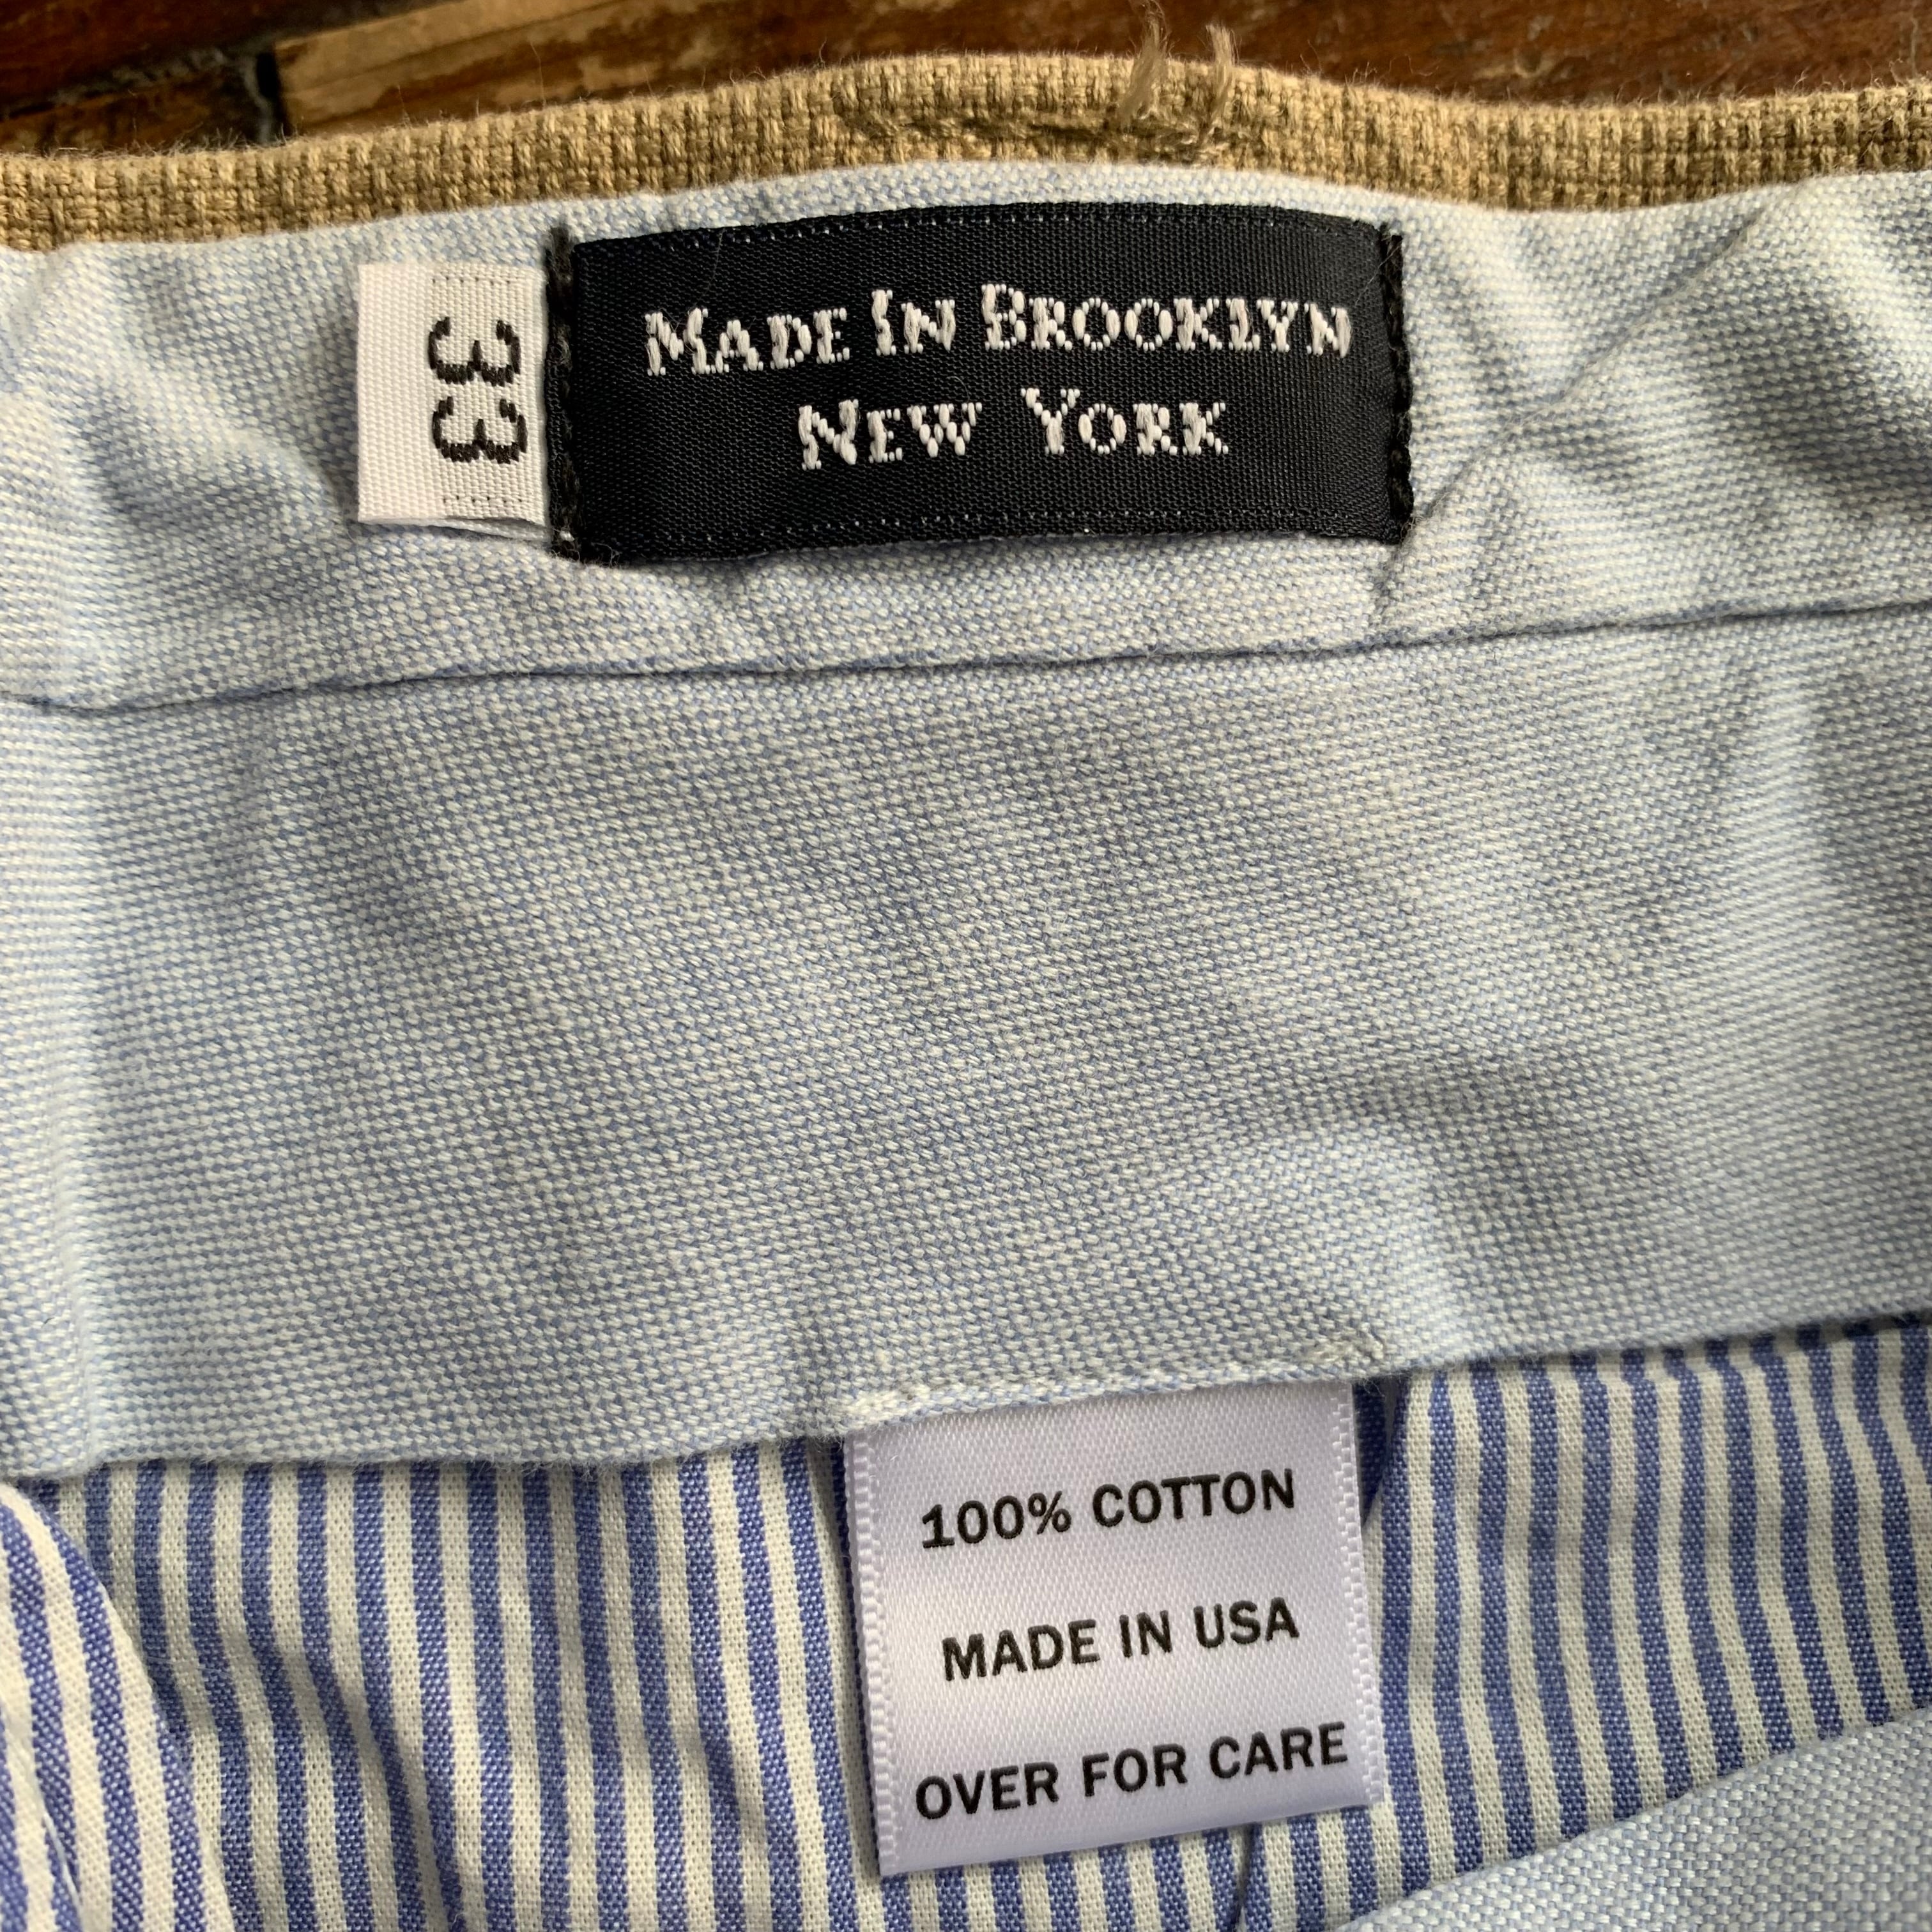 33
Made In Brooklyn
New York
100% COTTON
MADE IN USA
OVER FOR CARE